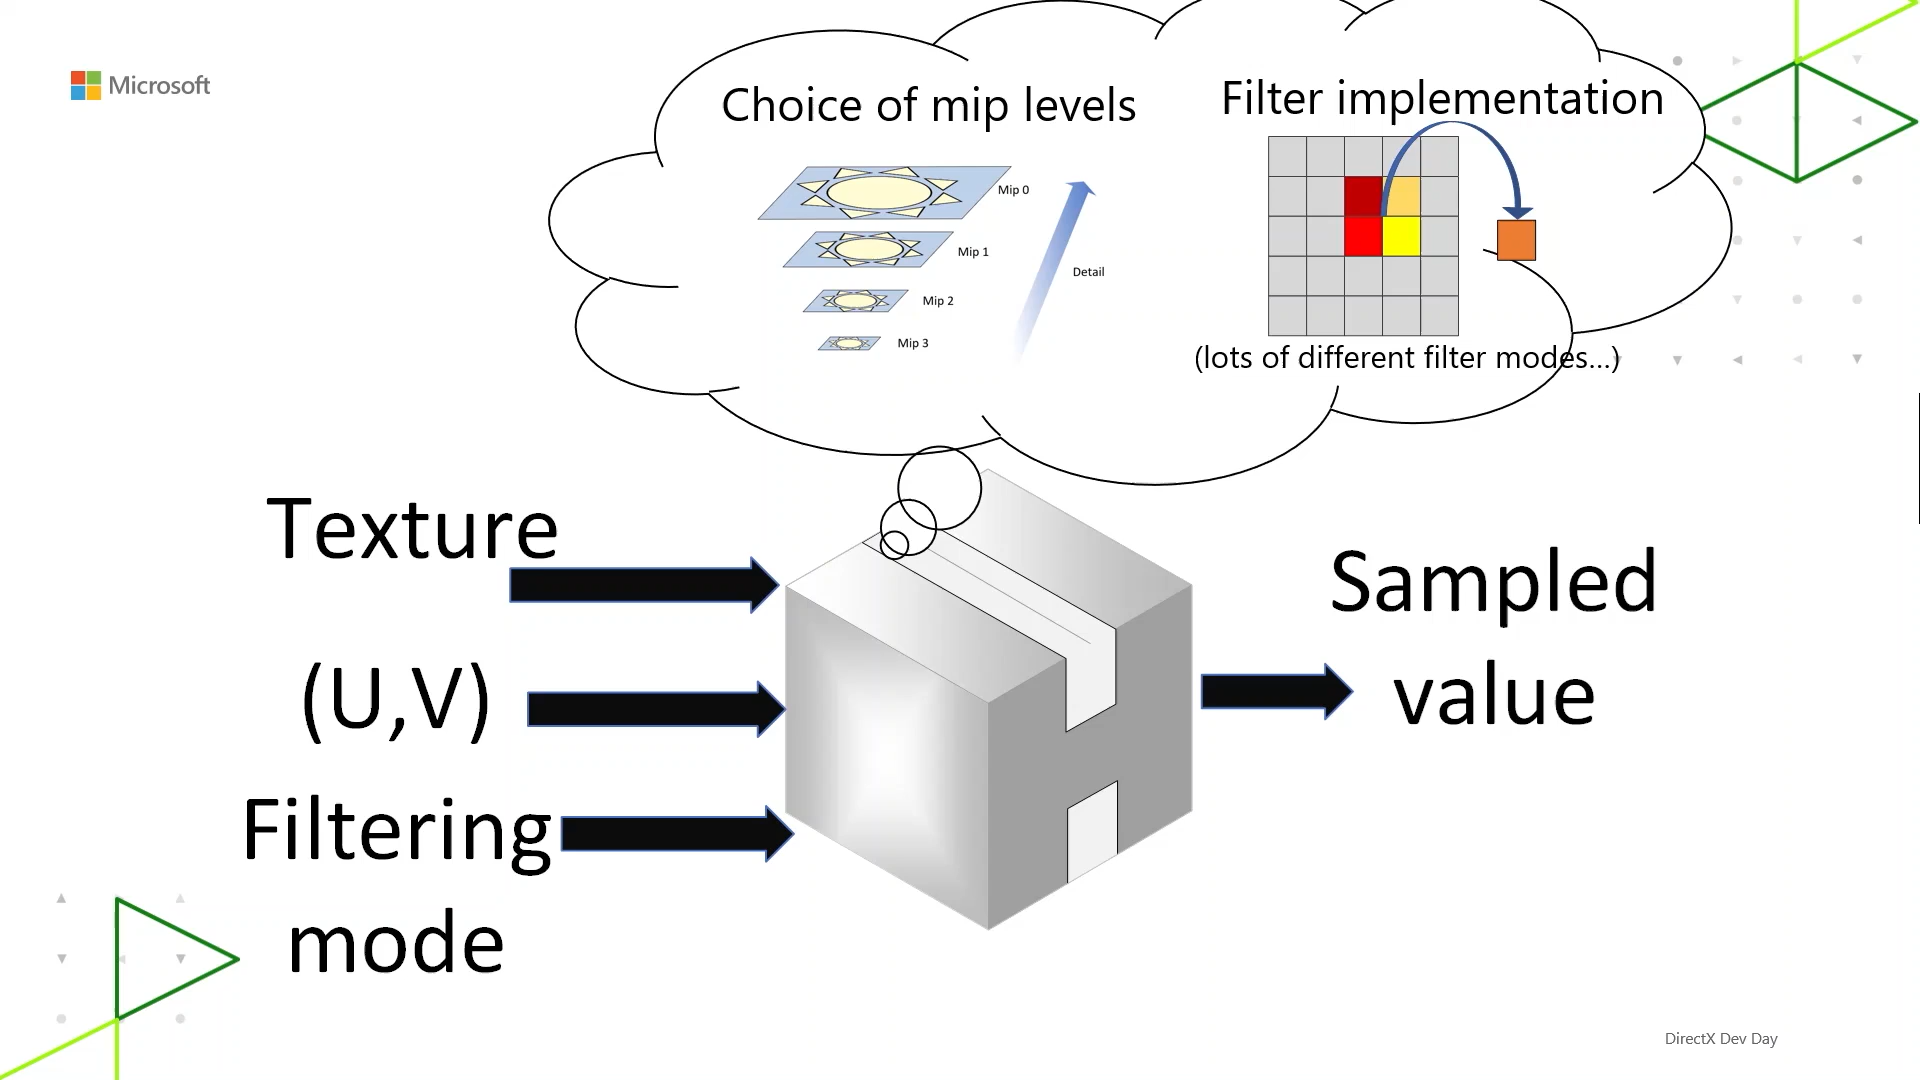 Microsoft
Choice of mip levels
Mip 0
Mip 1
Mip 2
Mip 3
Detail
Filter implementation
(lots of different filter modes...)
Texture
(U,V)
Filtering
mode
Sampled
value
DirectX Dev Day